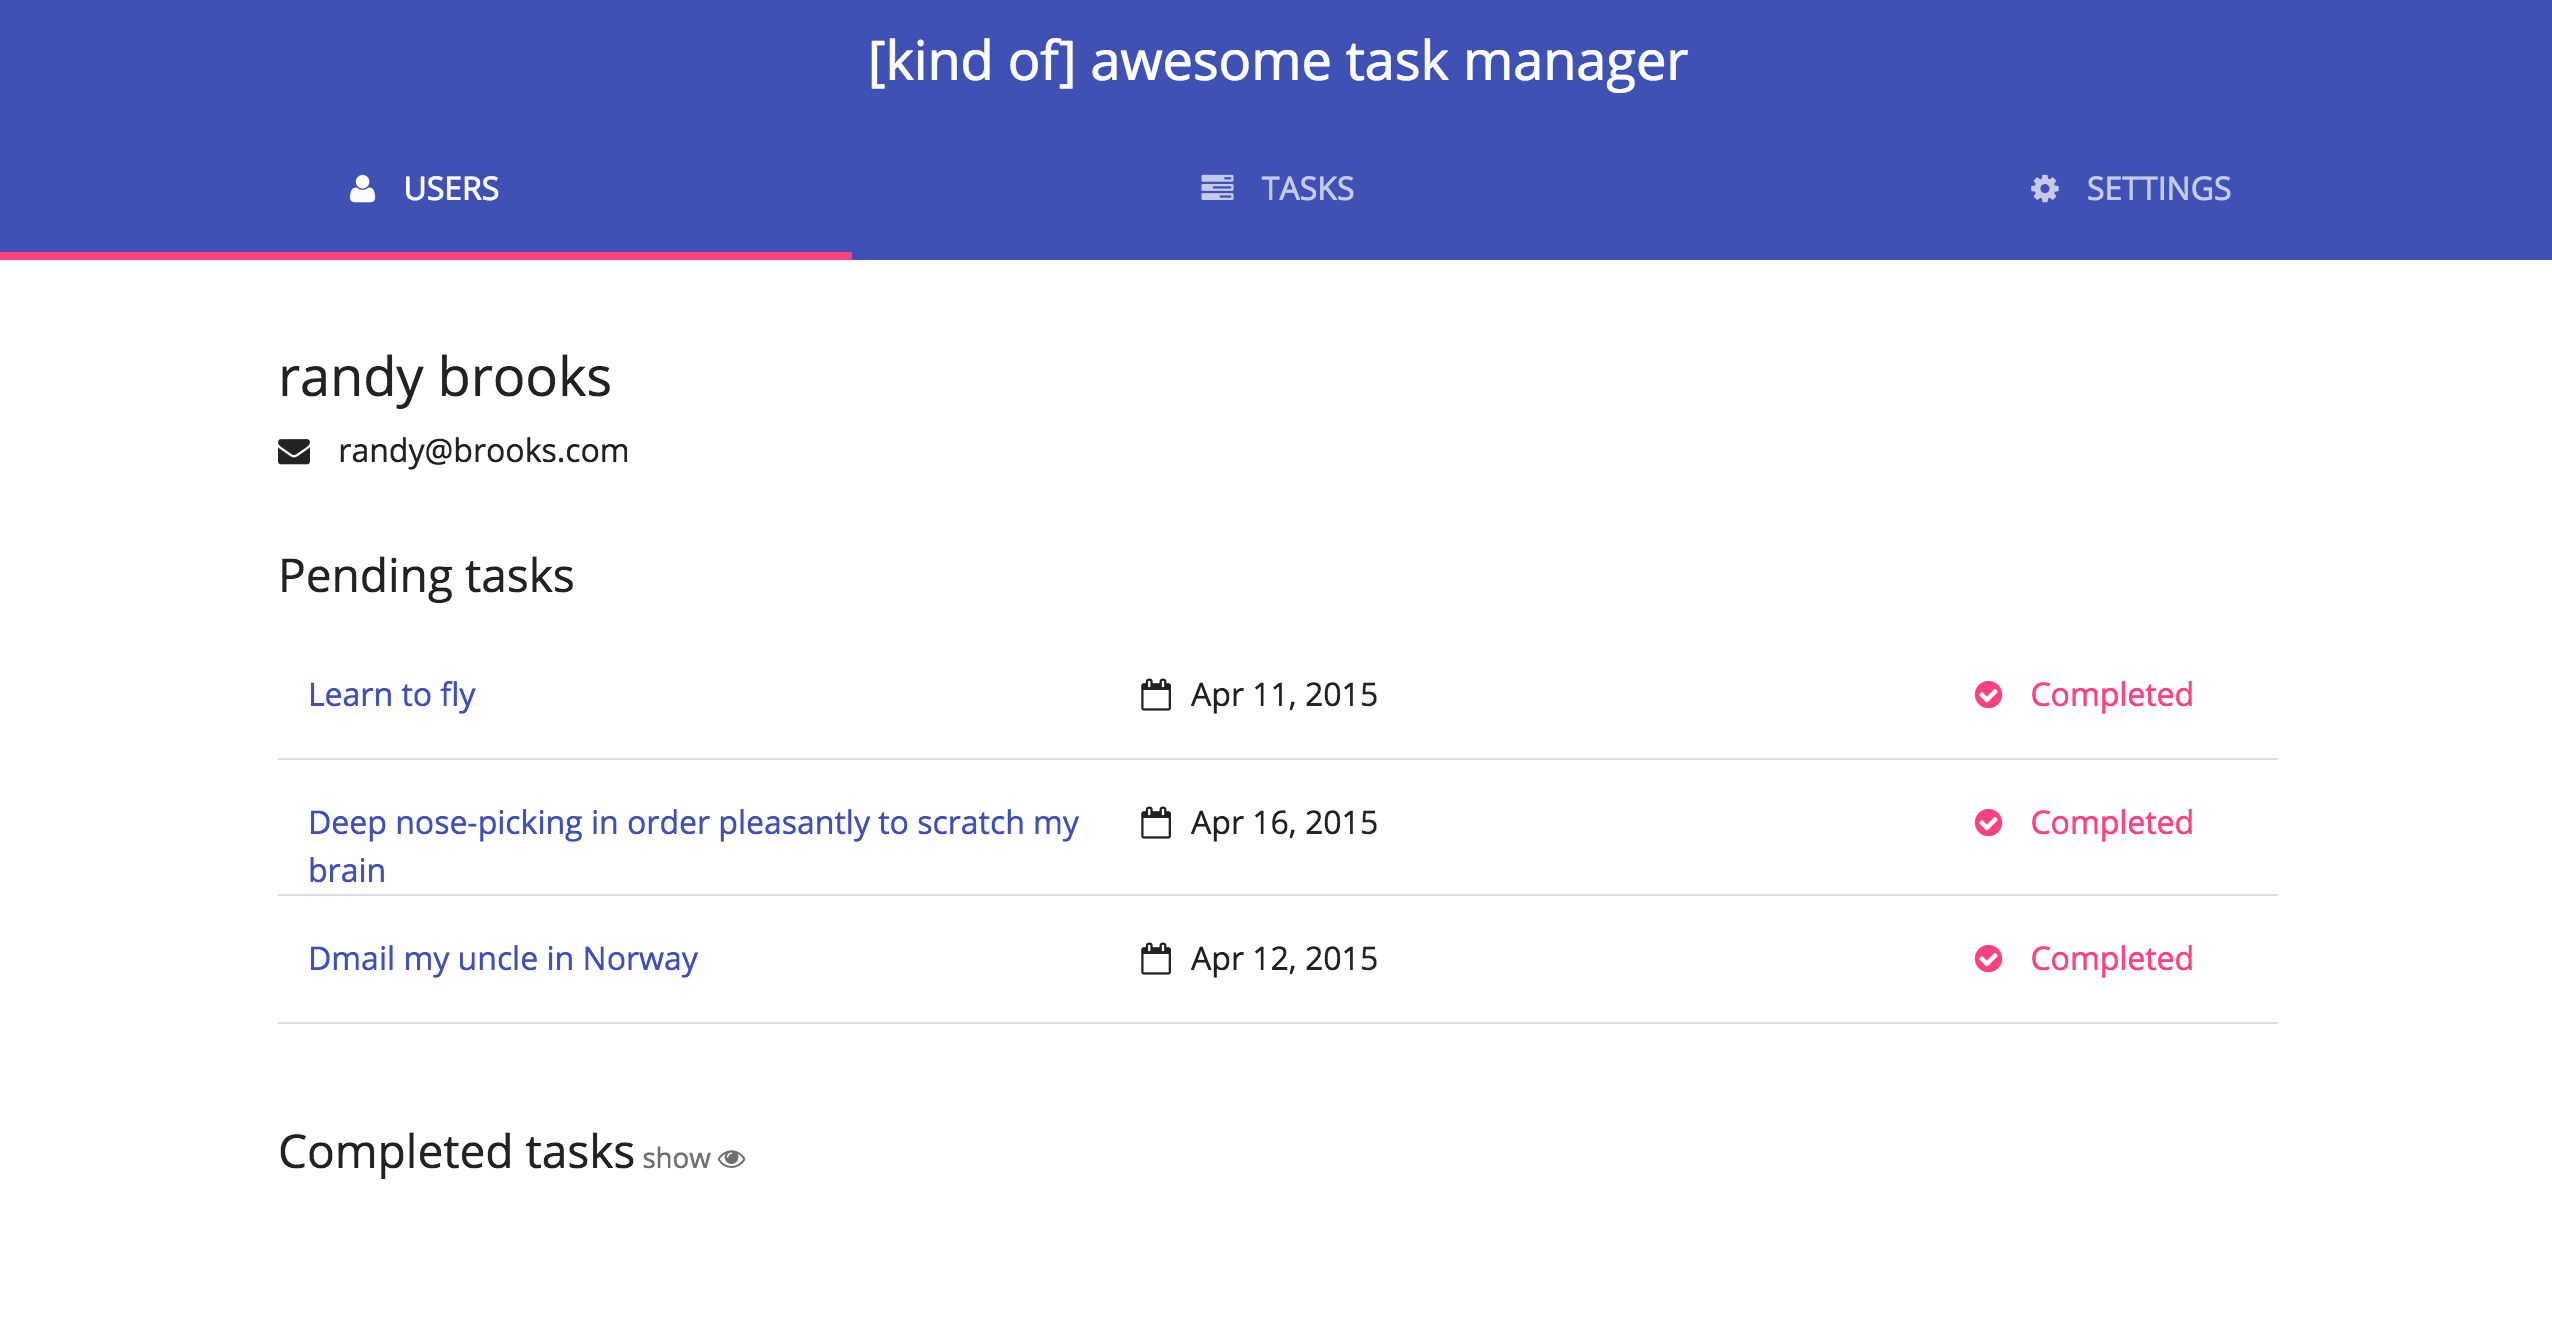 [kind of] awesome task manager
USERS
TASKS
SETTINGS
randy brooks
randy@brooks.com
Pending tasks
Learn to fly
Apr 11, 2015
Completed
Deep nose-picking in order pleasantly to scratch my
brain
Apr 16, 2015
Completed
Dmail my uncle in Norway
Apr 12, 2015
Completed
Completed tasks show